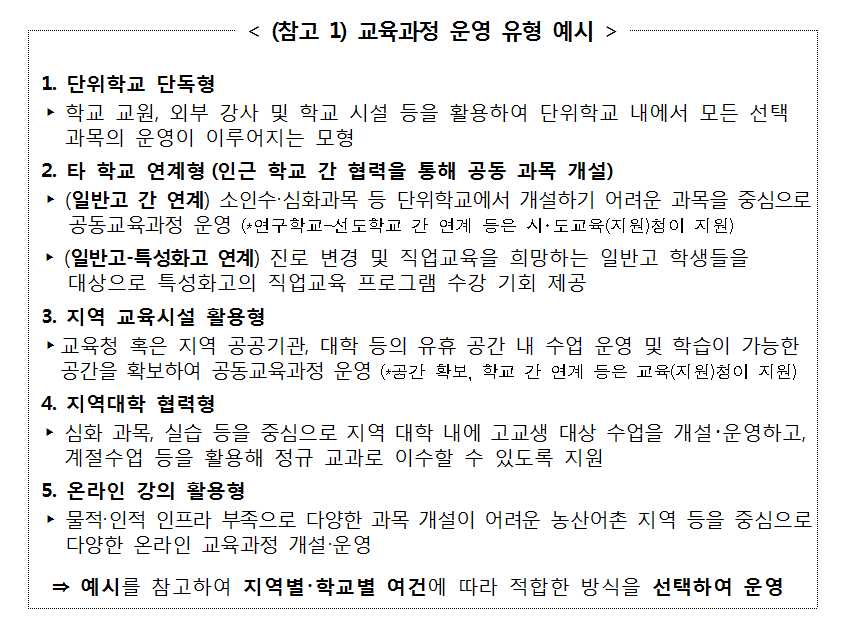 < (참고 1) 교육과정 운영 유형 예시 >
1. 단위학교 단독형
▸ 학교 교원, 외부 강사 및 학교 시설 등을 활용하여 단위학교 내에서 모든 선택
과목의 운영이 이루어지는 모형
2. 타 학교 연계형 (인근 학교 간 협력을 통해 공동 과목 개설)
▸ (일반고 간 연계) 소인수·심화과목 등 단위학교에서 개설하기 어려운 과목을 중심으로
공동교육과정 운영 (*연구학교-선도학교 간 연계 등은 시·도교육(지원)청이 지원)
▸ (일반고-특성화고 연계) 진로 변경 및 직업교육을 희망하는 일반고 학생들을
대상으로 특성화고의 직업교육 프로그램 수강 기회 제공
3. 지역 교육시설 활용형
▸ 교육청 혹은 지역 공공기관, 대학 등의 유휴 공간 내 수업 운영 및 학습이 가능한
공간을 확보하여 공동교육과정 운영 (*공간 확보, 학교 간 연계 등은 교육(지원)청이 지원)
4. 지역대학 협력형
▸ 심화 과목, 실습 등을 중심으로 지역 대학 내에 고교생 대상 수업을 개설·운영하고,
계절수업 등을 활용해 정규 교과로 이수할 수 있도록 지원
5. 온라인 강의 활용형
▸ 물적·인적 인프라 부족으로 다양한 과목 개설이 어려운 농산어촌 지역 등을 중심으로
다양한 온라인 교육과정 개설·운영
⇒ 예시를 참고하여 지역별·학교별 여건에 따라 적합한 방식을 선택하여 운영